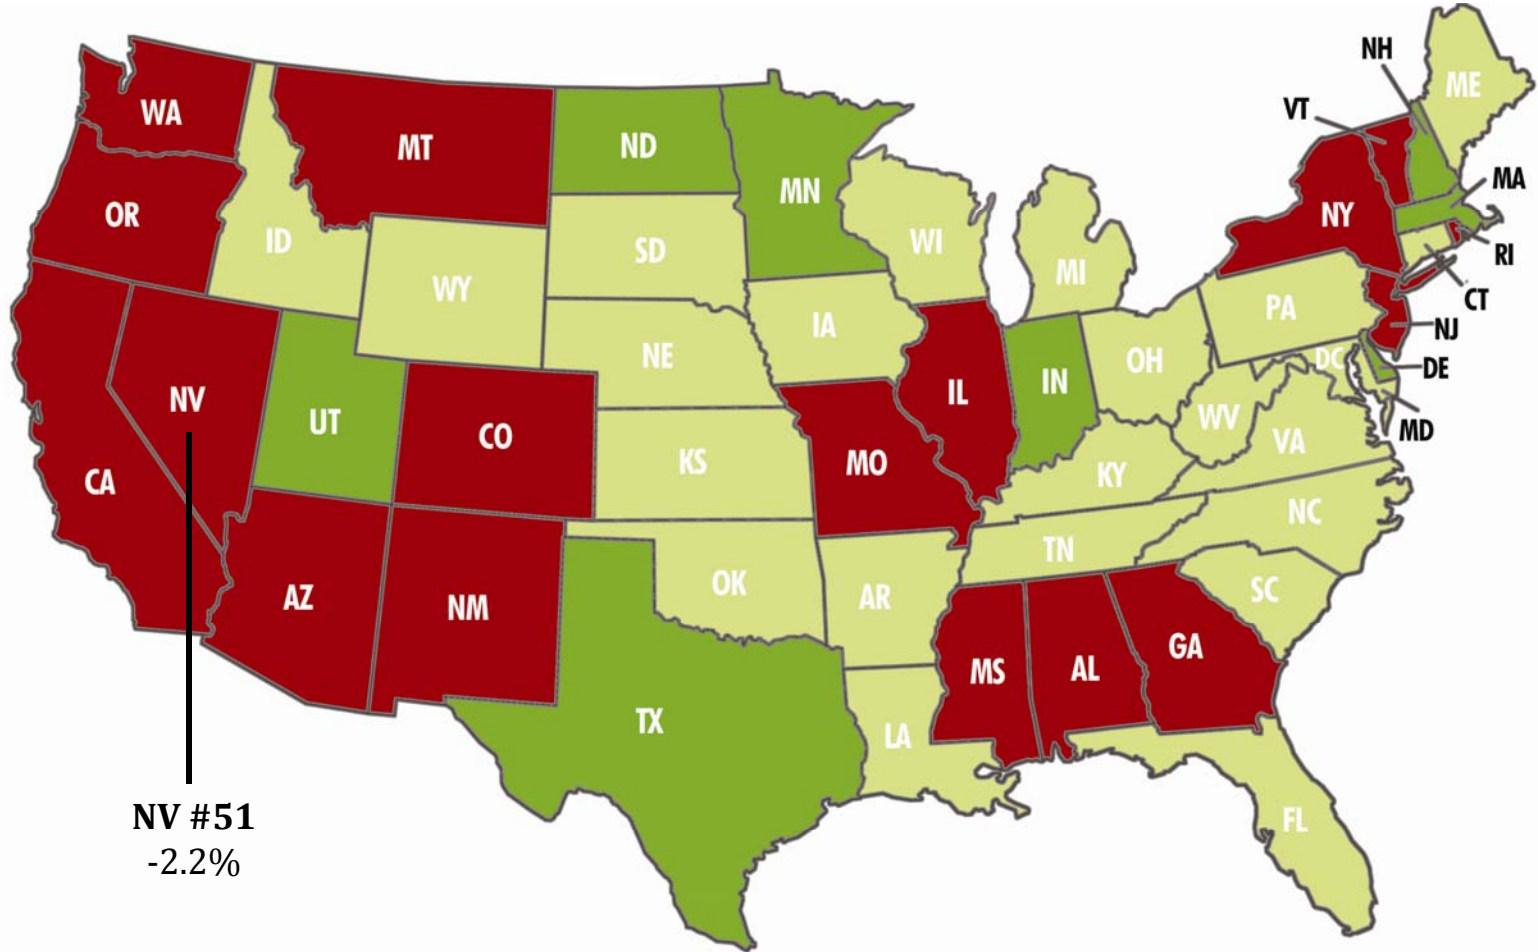 ME
NH
VT
WA
MT
ND
MN
MA
OR
NY
ID
SD
WI
MI
RI
WY
CT
PA
IA
NJ
NE
OH
DC
DE
IN
IL
NV
UT
CO
WV
MD
VA
KS
MO
KY
CA
NC
TN
OK
AR
SC
AZ
NM
GA
MS
AL
TX
LA
FL
NV #51
-2.2%